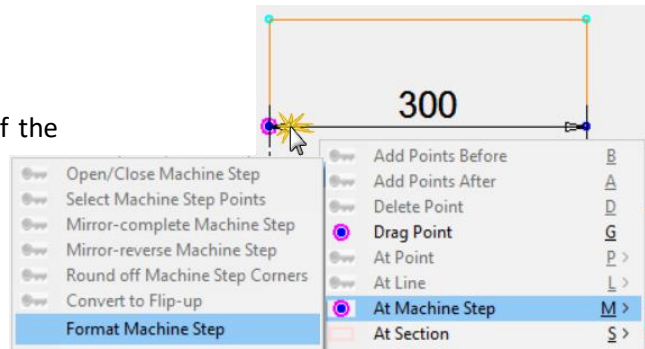 300
f the
Add Points Before B
Add Points After A
Delete Point D
Drag Point G
At Point P >
At Line L >
At Machine Step M >
At Section S >
Open/Close Machine Step
Select Machine Step Points
Mirror-complete Machine Step
Mirror-reverse Machine Step
Round off Machine Step Corners
Convert to Flip-up
Format Machine Step